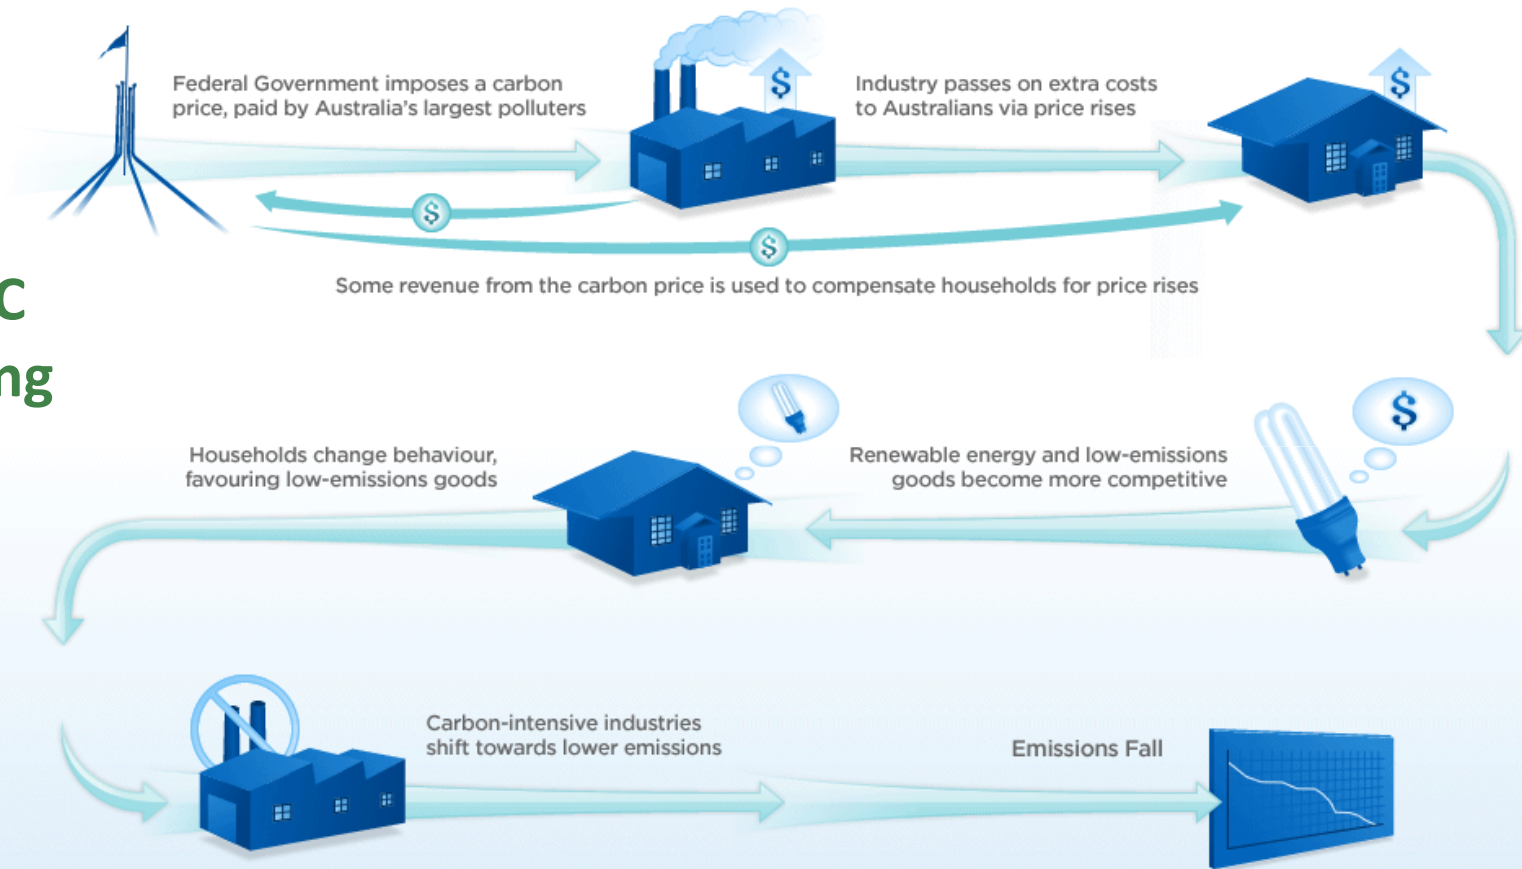 Federal Government imposes a carbon
price, paid by Australia's largest polluters
$
Industry passes on extra costs
to Australians via price rises
$
$
$
Some revenue from the carbon price is used to compensate households for price rises
C
ng
Households change behaviour,
favouring low-emissions goods
Renewable energy and low-emissions
goods become more competitive
$
Carbon-intensive industries
shift towards lower emissions
Emissions Fall